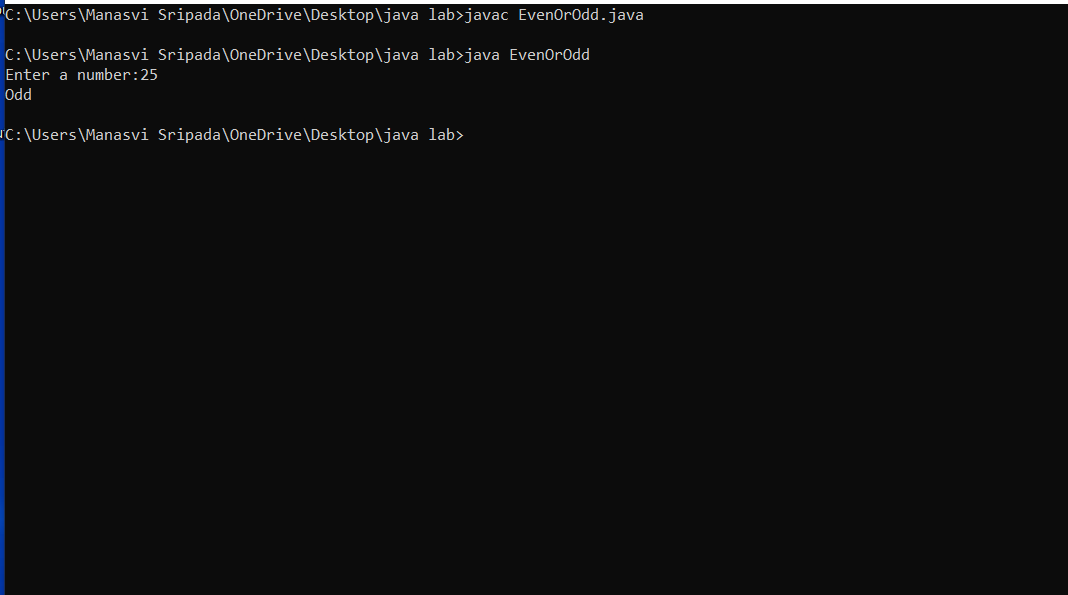 C:\Users\Manasvi Sripada\OneDrive\Desktop\java lab>javac EvenOrOdd.java
C:\Users\Manasvi Sripada\OneDrive\Desktop\java lab>java EvenOrOdd
Enter a number:25
Odd
C:\Users\Manasvi Sripada\OneDrive\Desktop\java lab>